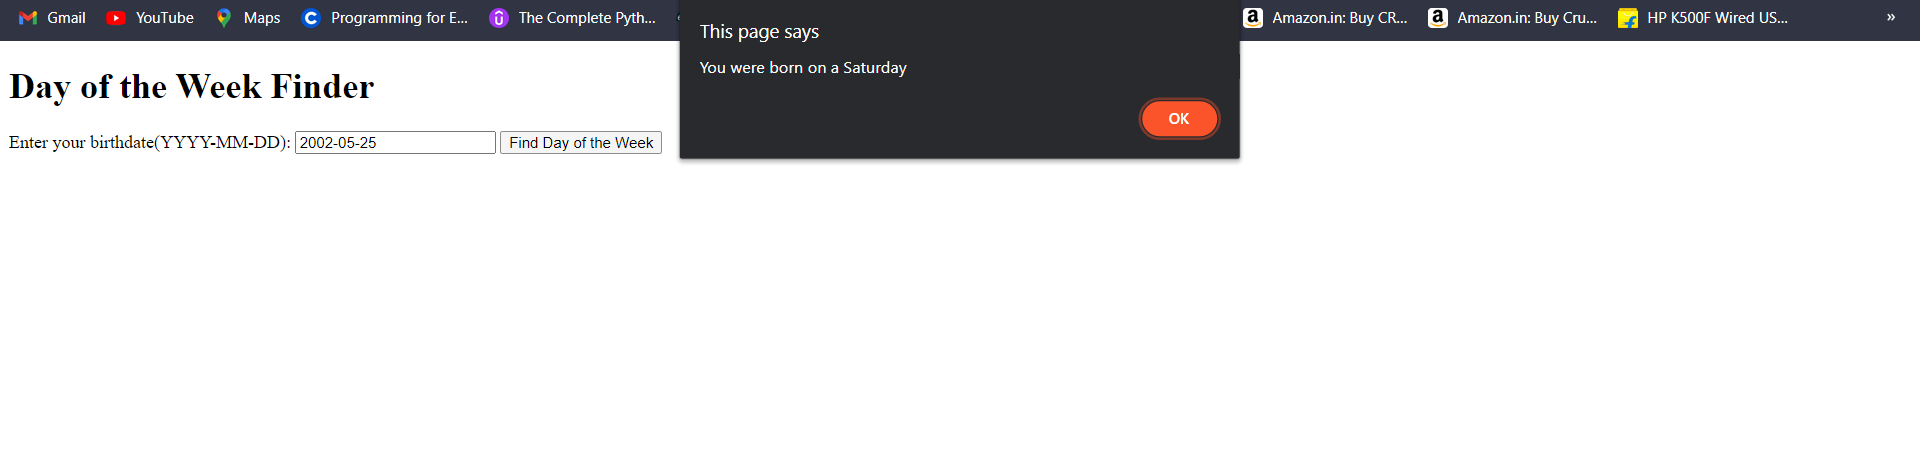 Gmail YouTube Maps Programming for E... The Complete Pyth... Amazon.in: Buy CR... Amazon.in: Buy Cru... HP K500F Wired US... »
This page says
You were born on a Saturday
OK
Day of the Week Finder
Enter your birthdate(YYYY-MM-DD): 2002-05-25 Find Day of the Week